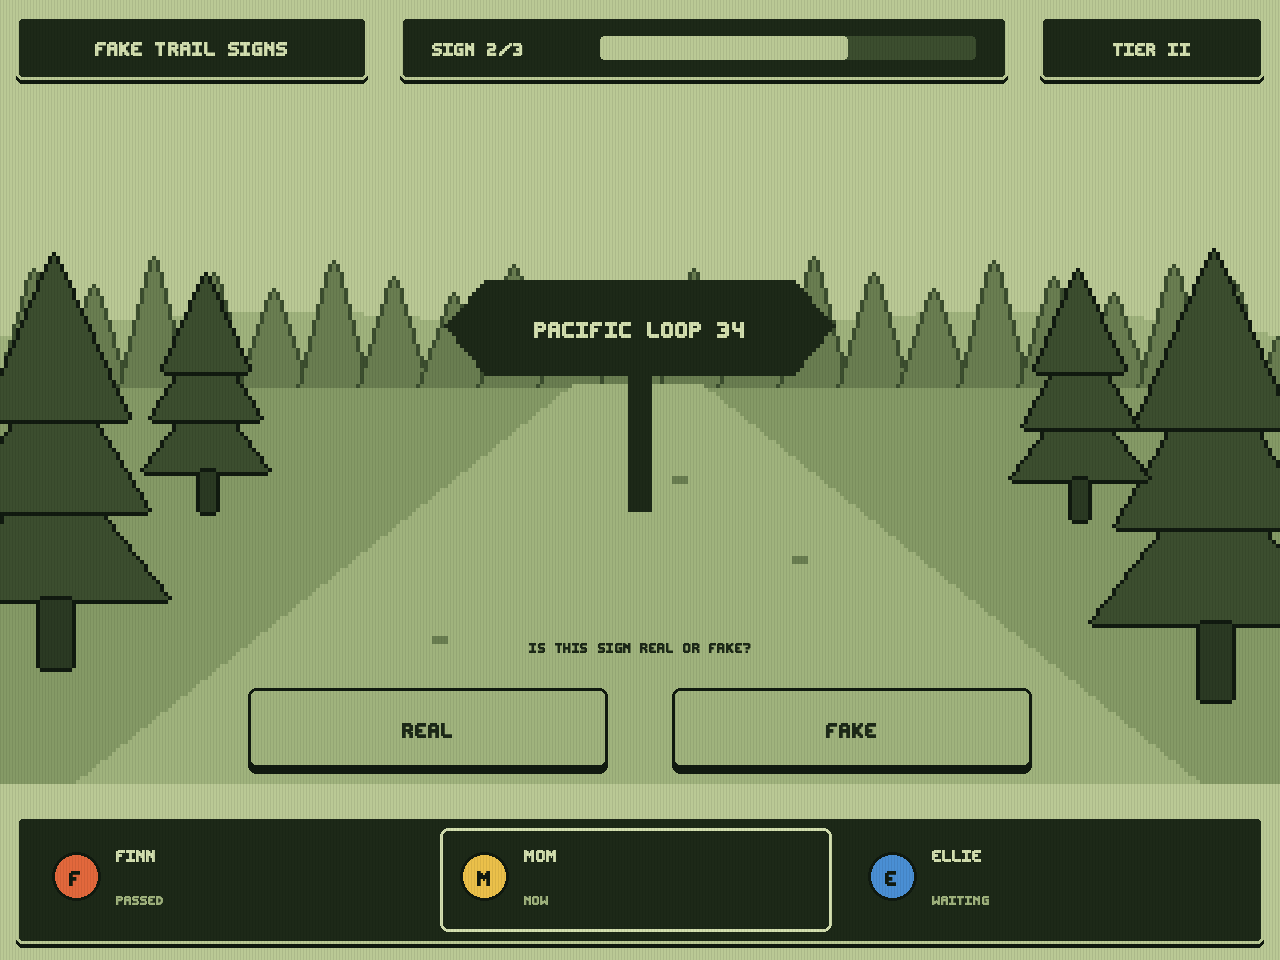 FAKE TRAIL SIGNS
SIGN 2/3
TIER II
PACIFIC LOOP 34
IS THIS SIGN REAL OR FAKE?
REAL
FAKE
F
FINN
PASSED
M
MOM
NOW
E
ELLIE
WAITING